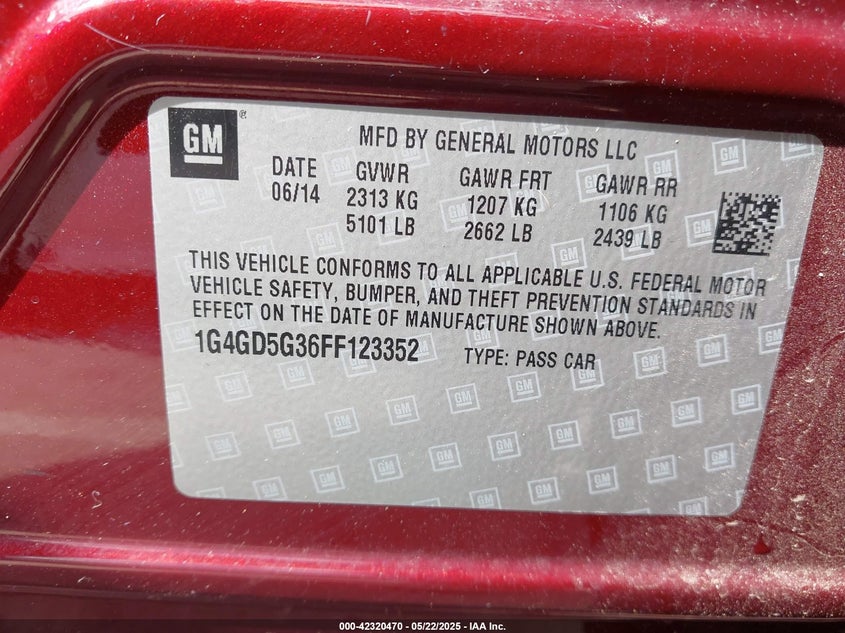 GM ®
MFD BY GENERAL MOTORS LLC
DATE GVWR GAWR FRT GAWR RR
06/14 2313 KG 1207 KG 1106 KG
5101 LB 2662 LB 2439 LB
THIS VEHICLE CONFORMS TO ALL APPLICABLE U.S. FEDERAL MOTOR
VEHICLE SAFETY, BUMPER, AND THEFT PREVENTION STANDARDS IN
EFFECT ON THE DATE OF MANUFACTURE SHOWN ABOVE.
1G4GD5G36FF123352 TYPE: PASS CAR
000-42320470 - 05/22/2025 - IAA Inc.